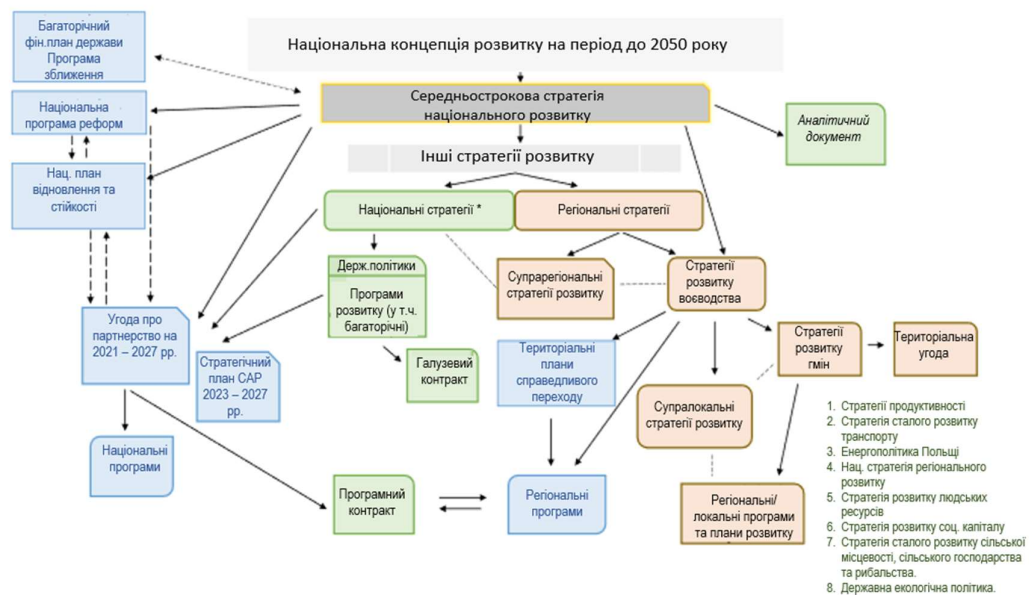 Багаторічний
фін.план держави
Програма
зближення
Національна концепція розвитку на період до 2050 року
Середньострокова стратегія
національного розвитку
Національна
програма реформ
Аналітичний
документ
Інші стратегії розвитку
Нац. план
відновлення та
стійкості
Національні стратегії *
Регіональні стратегії
Держ.політики
Програми
розвитку (у т.ч.
багаторічні)
Супрарегіональні
стратегії розвитку
Стратегії
розвитку
воєводства
Угода про
партнерство на
2021 – 2027 рр.
Стратегічний
план САР
2023 – 2027
рр.
Галузевий
контракт
Територіальні
плани
справедливого
переходу
Стратегії
розвитку
гмін
Територіальна
угода
Супралокальні
стратегії розвитку
Національні
програми
Програмний
контракт
Регіональні
програми
Регіональні/
локальні програми
та плани розвитку
1. Стратегії продуктивності
2. Стратегія сталого розвитку
транспорту
3. Енергополітика Польщі
4. Нац. стратегія регіонального
розвитку
5. Стратегія розвитку людських
ресурсів
6. Стратегія розвитку соц. капіталу
7. Стратегія сталого розвитку сільської
місцевості, сільського господарства
та рибальства.
8. Державна екологічна політика.